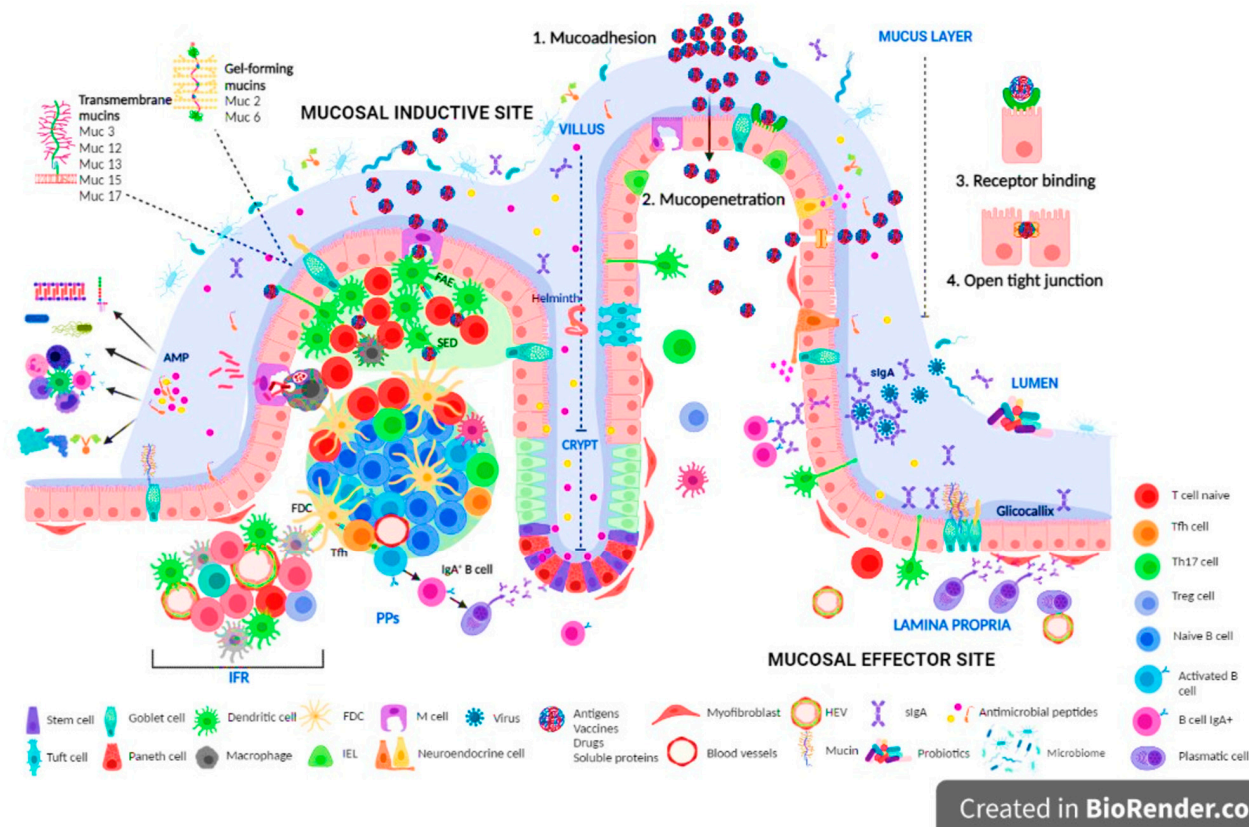 1. Mucoadhesion
MUCUS LAYER
Gel-forming
mucins
Muc 2
Muc 6
Transmembrane
mucins
Muc 3
Muc 12
Muc 13
Muc 15
Muc 17
MUCOSAL INDUCTIVE SITE
VILLUS
2. Mucopenetration
3. Receptor binding
4. Open tight junction
FAE
Helminth
SED
AMP
sIgA
LUMEN
CRYPT
Glicocallix
FDC
Tfh
IgA⁺ B cell
PPs
IFR
LAMINA PROPRIA
MUCOSAL EFFECTOR SITE
T cell naive
Tfh cell
Th17 cell
Treg cell
Naive B cell
Activated B
cell
B cell IgA+
Plasmatic cell
Stem cell
Goblet cell
Dendritic cell
FDC
M cell
Virus
Antigens
Vaccines
Drugs
Soluble proteins
Myofibroblast
HEV
sIgA
Antimicrobial peptides
Tuft cell
Paneth cell
Macrophage
IEL
Neuroendocrine cell
Blood vessels
Mucin
Probiotics
Microbiome
Created in BioRender.co